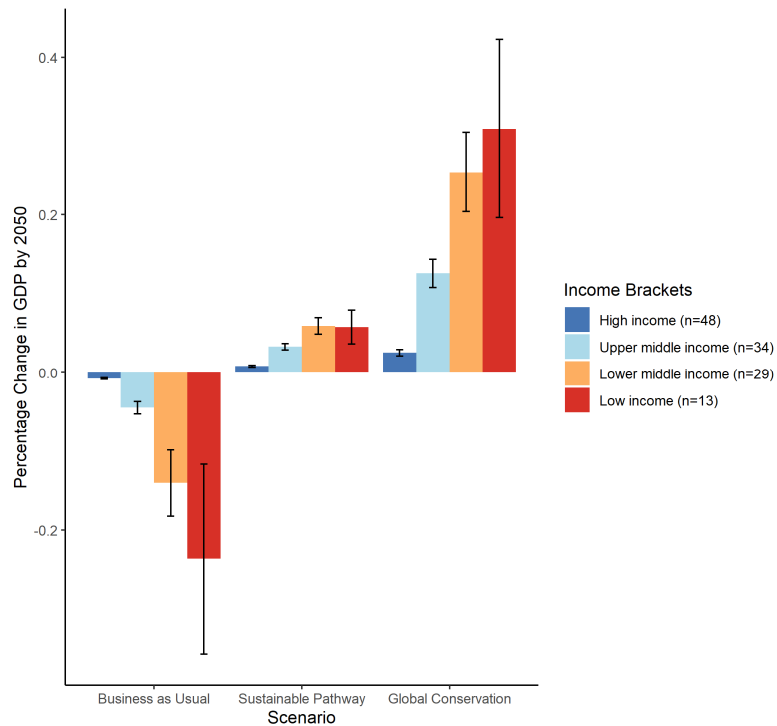 Percentage Change in GDP by 2050
0.4
0.2
0.0
-0.2
Business as Usual
Sustainable Pathway
Global Conservation
Scenario
Income Brackets
High income (n=48)
Upper middle income (n=34)
Lower middle income (n=29)
Low income (n=13)